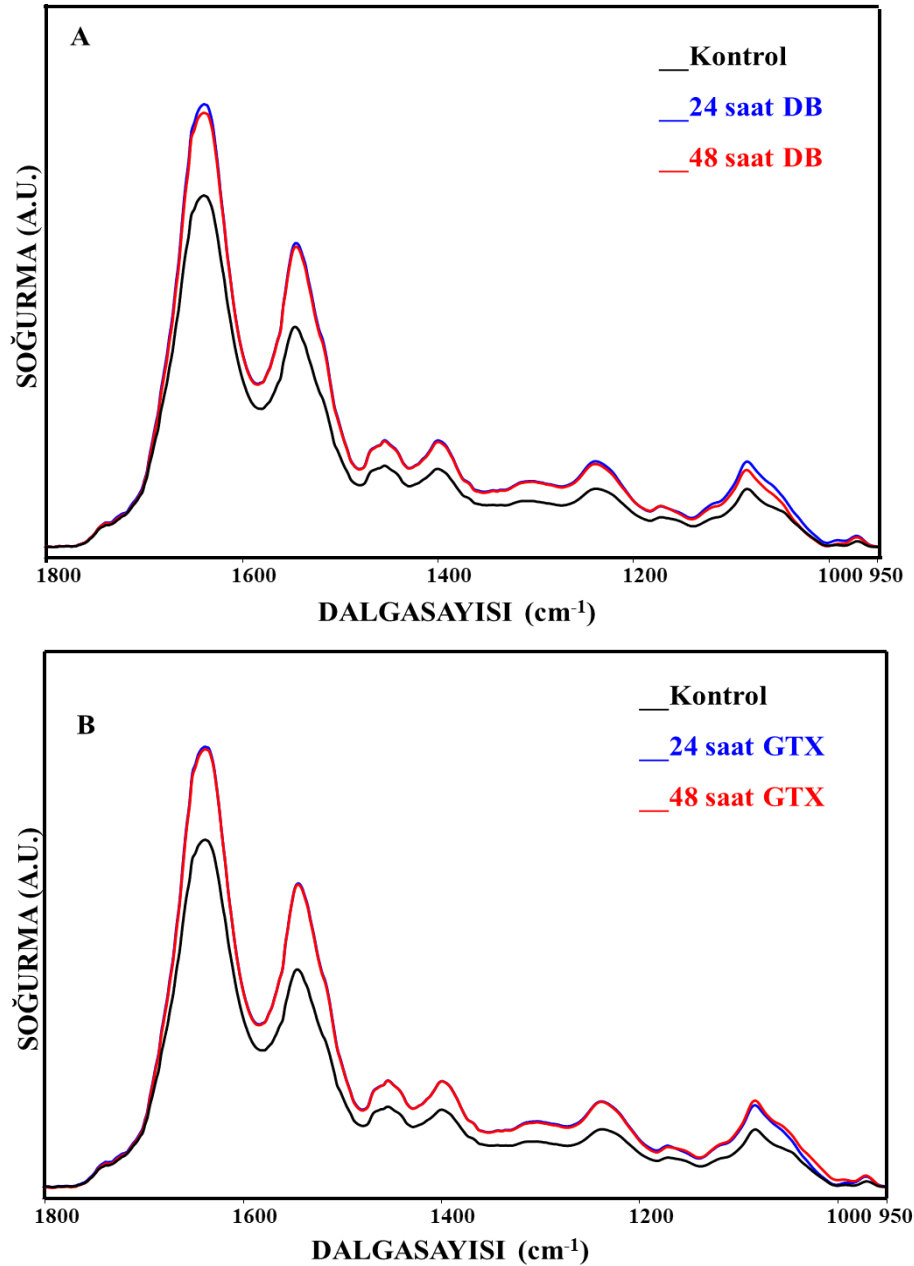 A
__Kontrol
__24 saat DB
__48 saat DB
SOĞURMA (A.U.)
1800 1600 1400 1200 1000 950
DALGASAYISI (cm-1)
B
__Kontrol
__24 saat GTX
__48 saat GTX
SOĞURMA (A.U.)
1800 1600 1400 1200 1000 950
DALGASAYISI (cm-1)